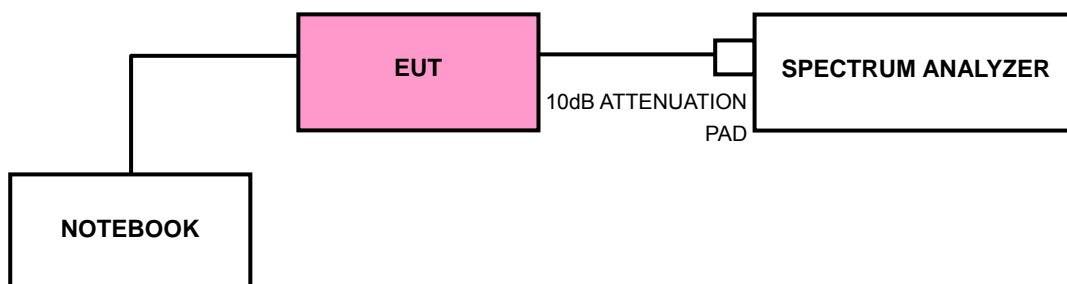 EUT
SPECTRUM ANALYZER
10dB ATTENUATION
PAD
NOTEBOOK